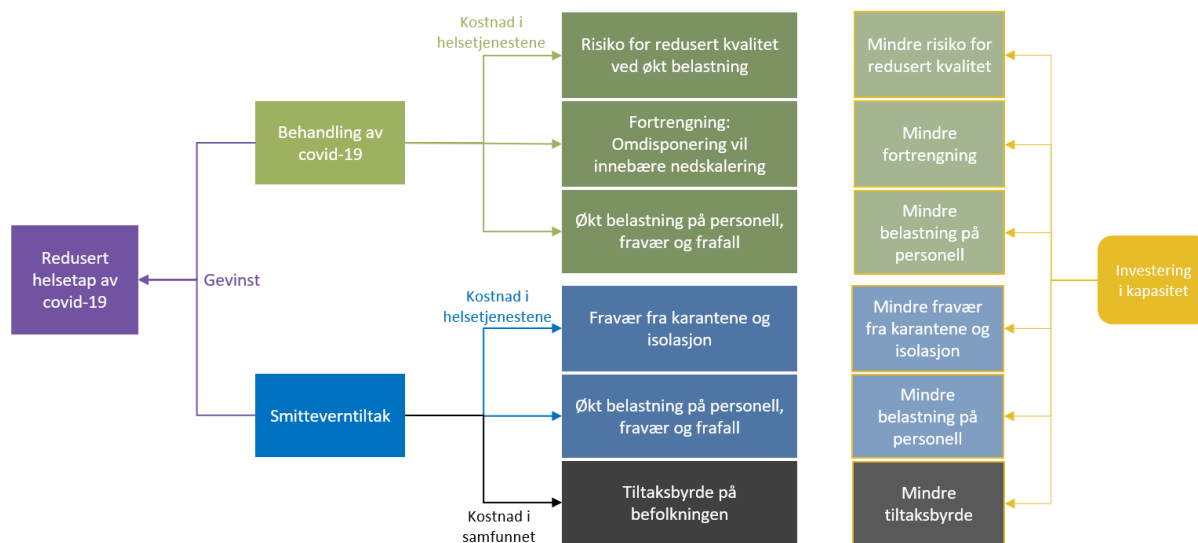 Kostnad i
helsetjenestene
Risiko for redusert kvalitet
ved økt belastning
Mindre risiko for
redusert kvalitet
Behandling av
covid-19
Fortrengning:
Omdisponering vil
innebære nedskalering
Mindre
fortrengning
Økt belastning på personell,
fravær og frafall
Mindre
belastning på
personell
Redusert
helsetap av
covid-19
Gevinst
Investering
i kapasitet
Kostnad i
helsetjenestene
Fravær fra karantene og
isolasjon
Mindre fravær
fra karantene og
isolasjon
Smitteverntiltak
Økt belastning på personell,
fravær og frafall
Mindre
belastning på
personell
Tiltaksbyrde på
befolkningen
Mindre
tiltaksbyrde
Kostnad i
samfunnet